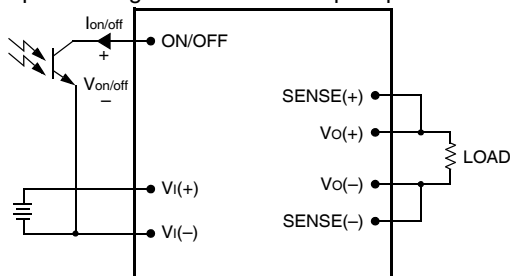 Ion/off
+
ON/OFF
Von/off
–
SENSE(+)
VO(+)
LOAD
VO(–)
SENSE(–)
VI(+)
VI(–)